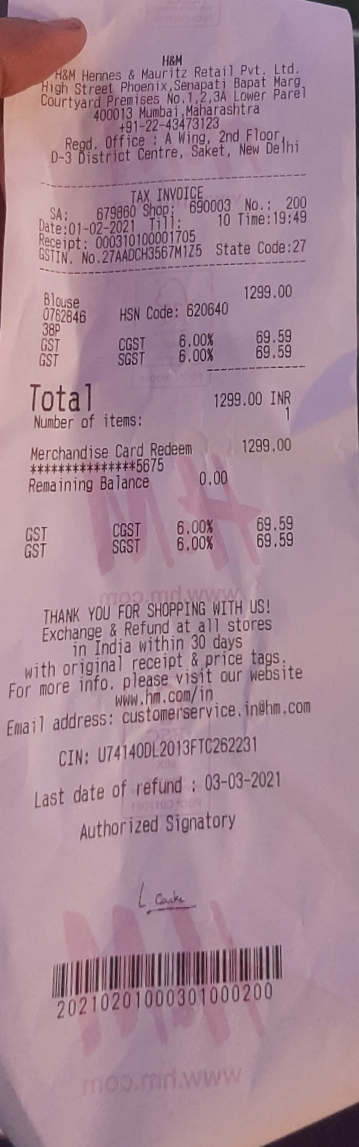 H&M
H&M Hennes & Mauritz Retail Pvt. Ltd.
High Street Phoenix,Senapati Bapat Marg,
Courtyard Premises No.1,2,3A Lower Parel
400013 Mumbai,Maharashtra
+91-22-43473123
Regd. Office : A Wing, 2nd Floor,
D-3 District Centre, Saket, New Delhi
TAX INVOICE
SA: 679860 Shop: 690003 No.: 200
Date:01-02-2021 Till: 10 Time:19:49
Receipt: 000310100001705
GSTIN. No.27AADCH3567M1Z5 State Code:27
Blouse 1299.00
0762846 HSN Code: 620640
38P
GST CGST 6.00% 69.59
GST SGST 6.00% 69.59
Total 1299.00 INR
Number of items: 1
Merchandise Card Redeem 1299.00
***************5675
Remaining Balance 0.00
GST CGST 6.00% 69.59
GST SGST 6.00% 69.59
THANK YOU FOR SHOPPING WITH US!
Exchange & Refund at all stores
in India within 30 days
with original receipt & price tags.
For more info. please visit our website
www.hm.com/in
Email address: customerservice.in@hm.com
CIN: U74140DL2013FTC262231
Last date of refund : 03-03-2021
Authorized Signatory
20210201000301000200
www.hm.com